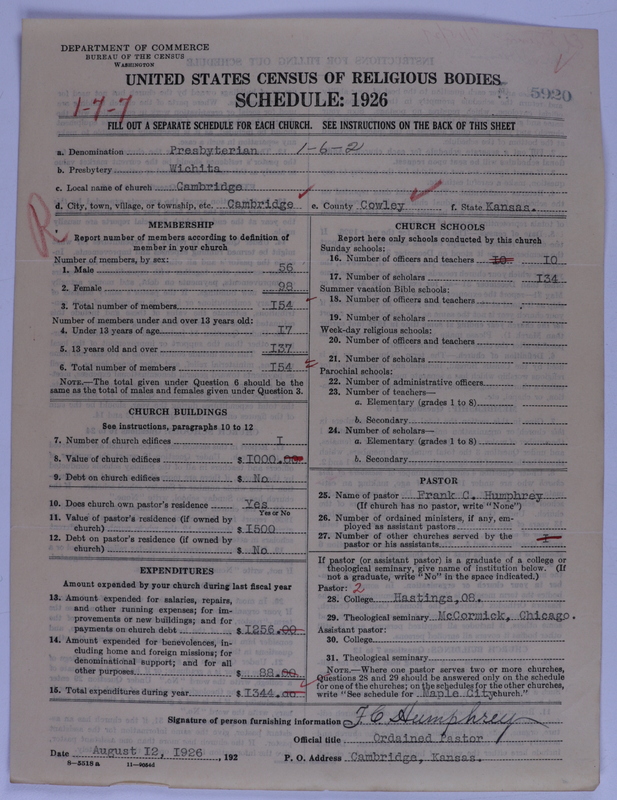 DEPARTMENT OF COMMERCE
BUREAU OF THE CENSUS
WASHINGTON
UNITED STATES CENSUS OF RELIGIOUS BODIES
SCHEDULE: 1926
5920
1-7-7
FILL OUT A SEPARATE SCHEDULE FOR EACH CHURCH. SEE INSTRUCTIONS ON THE BACK OF THIS SHEET
a. Denomination Presbyterian 1-6-2
b. Presbytery Wichita
c. Local name of church Cambridge
d. City, town, village, or township, etc. Cambridge e. County Cowley f. State Kansas.
R
MEMBERSHIP
Report number of members according to definition of
member in your church
Number of members, by sex:
1. Male 56
2. Female 98
3. Total number of members 154
Number of members under and over 13 years old:
4. Under 13 years of age 17
5. 13 years old and over 137
6. Total number of members 154
NOTE.—The total given under Question 6 should be the
same as the total of males and females given under Question 3.
CHURCH BUILDINGS
See instructions, paragraphs 10 to 12
7. Number of church edifices I
8. Value of church edifices $ 1000.00
9. Debt on church edifices $ No
10. Does church own pastor's residence Yes
Yes or No
11. Value of pastor's residence (if owned by
church) $ 1500
12. Debt on pastor's residence (if owned by
church) $ No
EXPENDITURES
Amount expended by your church during last fiscal year
13. Amount expended for salaries, repairs,
and other running expenses; for im-
provements or new buildings; and for
payments on church debt $ 1256.00
14. Amount expended for benevolences, in-
cluding home and foreign missions; for
denominational support; and for all
other purposes $ 88.00
15. Total expenditures during year $ 1344.00
CHURCH SCHOOLS
Report here only schools conducted by this church
Sunday schools:
16. Number of officers and teachers 10. 10
17. Number of scholars 134
Summer vacation Bible schools:
18. Number of officers and teachers
19. Number of scholars
Week-day religious schools:
20. Number of officers and teachers
21. Number of scholars
Parochial schools:
22. Number of administrative officers
23. Number of teachers—
a. Elementary (grades 1 to 8)
b. Secondary
24. Number of scholars—
a. Elementary (grades 1 to 8)
b. Secondary
PASTOR
25. Name of pastor Frank C. Humphrey
(If church has no pastor, write "None")
26. Number of ordained ministers, if any, em-
ployed as assistant pastors
27. Number of other churches served by the
pastor or his assistants I
If pastor (or assistant pastor) is a graduate of a college or
theological seminary, give name of institution below. (If
not a graduate, write "No" in the space indicated.)
Pastor: 2
28. College Hastings,08.
29. Theological seminary McCormick, Chicago.
Assistant pastor:
30. College
31. Theological seminary
NOTE.—Where one pastor serves two or more churches,
Questions 28 and 29 should be answered only on the schedule
for one of the churches; on the schedules for the other churches,
write "See schedule for Maple City church."
Signature of person furnishing information F C Humphrey
Official title Ordained Pastor
Date August 12, 1926, 192 P. O. Address Cambridge, Kansas.
8-5518 a